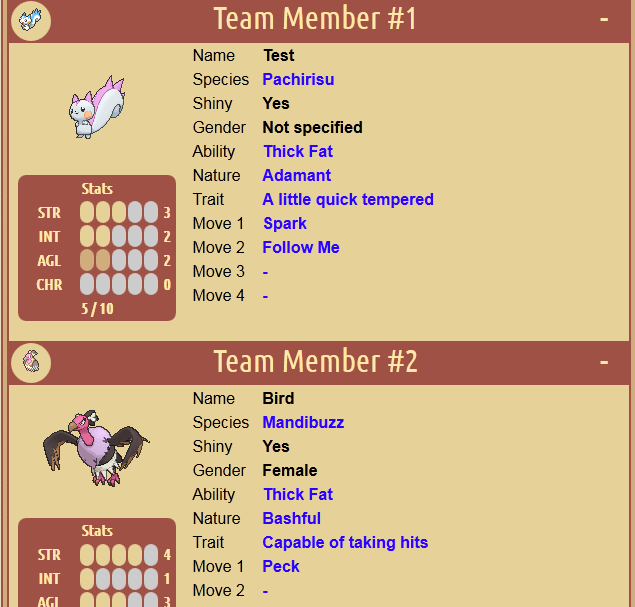 Team Member #1 -
Name Test
Species Pachirisu
Shiny Yes
Gender Not specified
Ability Thick Fat
Nature Adamant
Trait A little quick tempered
Move 1 Spark
Move 2 Follow Me
Move 3 -
Move 4 -
Stats
STR 3
INT 2
AGL 2
CHR 0
5 / 10
Team Member #2 -
Name Bird
Species Mandibuzz
Shiny Yes
Gender Female
Ability Thick Fat
Nature Bashful
Trait Capable of taking hits
Move 1 Peck
Move 2 -
Stats
STR 4
INT 1
AGL 3